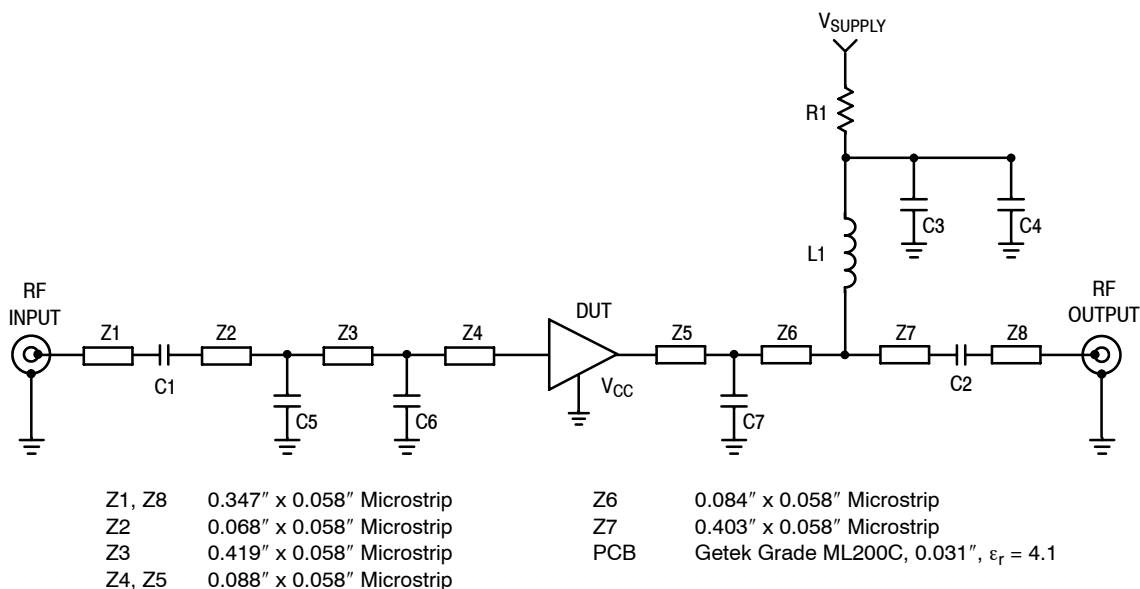 VSUPPLY
R1
C3
C4
L1
RF
INPUT
RF
OUTPUT
Z1
Z2
Z3
Z4
DUT
Z5
Z6
Z7
Z8
C1
VCC
C2
C5
C6
C7
Z1, Z8 0.347″ x 0.058″ Microstrip
Z2 0.068″ x 0.058″ Microstrip
Z3 0.419″ x 0.058″ Microstrip
Z4, Z5 0.088″ x 0.058″ Microstrip
Z6 0.084″ x 0.058″ Microstrip
Z7 0.403″ x 0.058″ Microstrip
PCB Getek Grade ML200C, 0.031″, εr = 4.1